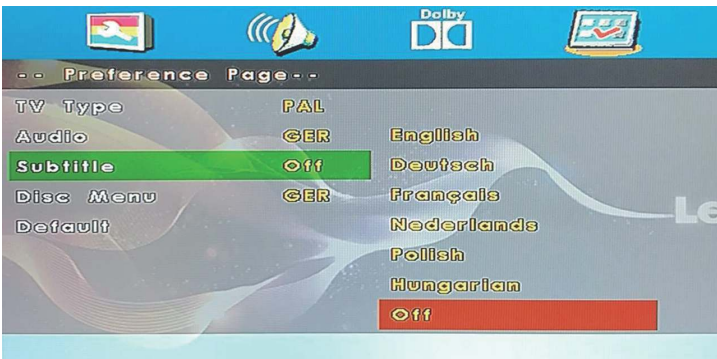 Dolby
-- Preference Page--
TV Type PAL
Audio GER English
Subtitle Off Deutsch
Disc Menu GER Français
Default Nederlands
Polish
Hungarian
Off
Le